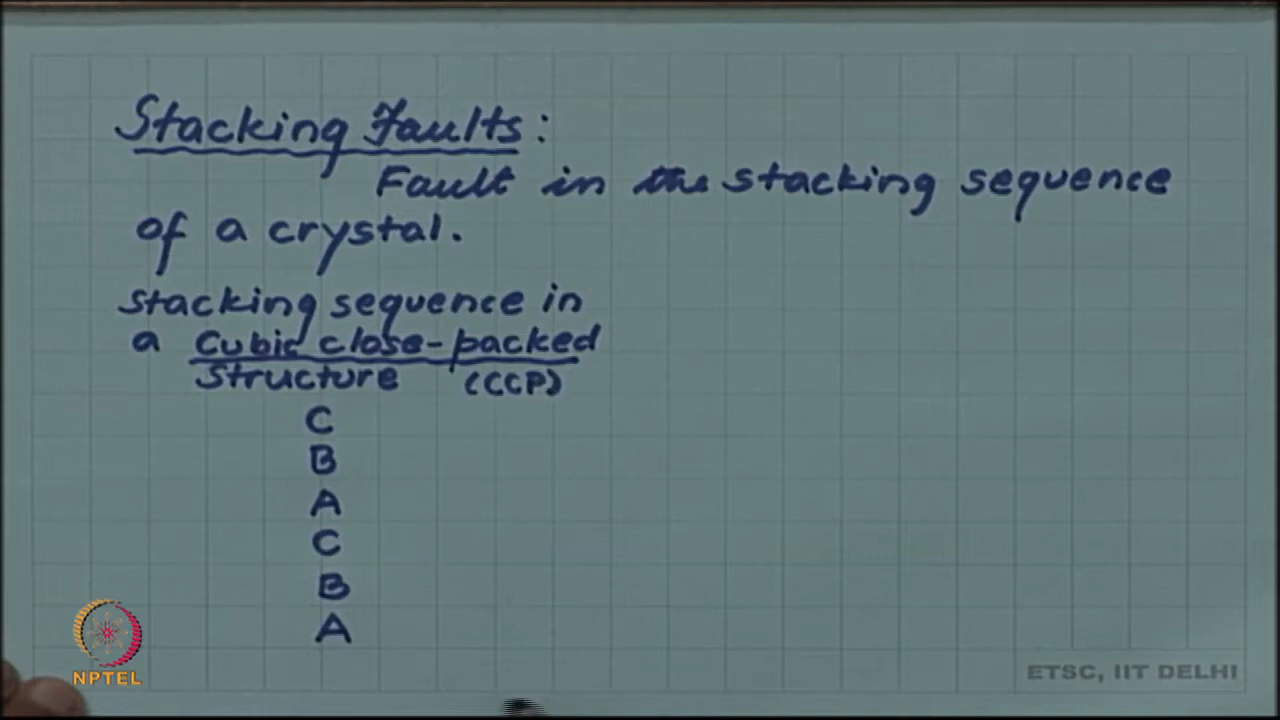 Stacking Faults:
Fault in the stacking sequence
of a crystal.
Stacking sequence in
a Cubic close-packed
Structure (CCP)
C
B
A
C
B
A
NPTEL
ETSC, IIT DELHI